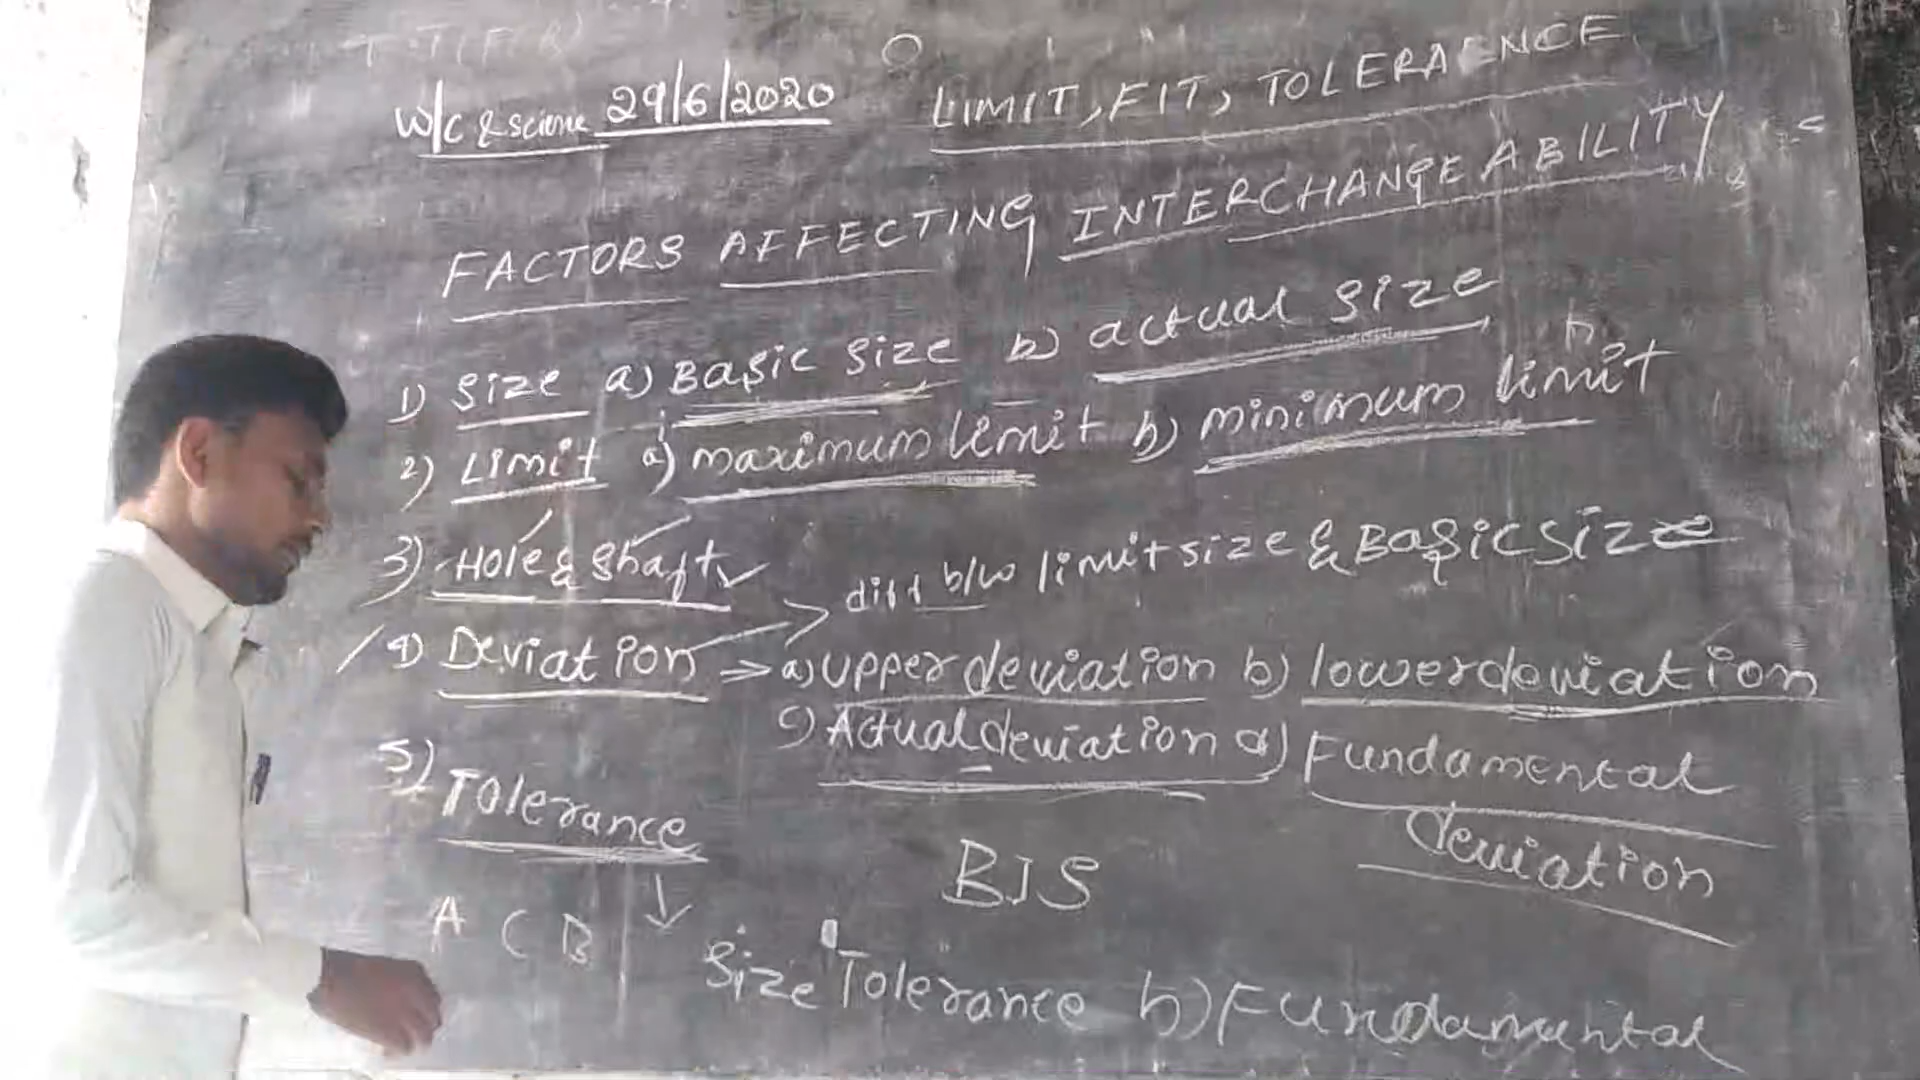 W/C & science 29/6/2020 LIMIT, FIT, TOLERAENCE
FACTORS AFFECTING INTERCHANGEABILITY
1) Size a) Basic size b) actual size
2) Limit a) maximum limit b) minimum limit
3) Hole & shaft
diff b/w limit size & Basic size
4) Deviation => a) upper deviation b) lower deviation
c) Actual deviation d) Fundamental deviation
5) Tolerance
BIS
A C B
Size Tolerance b) Fundamental